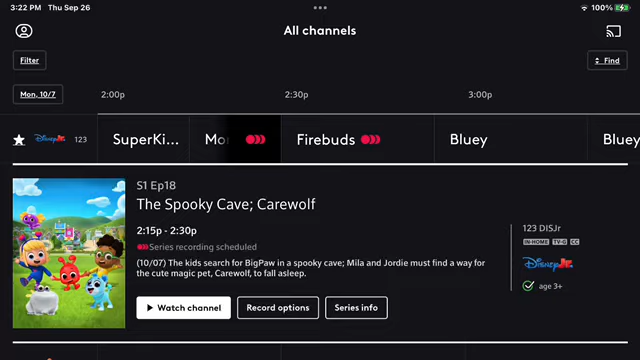 3:22 PM Thu Sep 26
100%
All channels
Filter
Find
Mon, 10/7
2:00p
2:30p
3:00p
Disney Jr.
123
SuperKi...
Mo
Firebuds
Bluey
Bluey
S1 Ep18
The Spooky Cave; Carewolf
2:15p - 2:30p
Series recording scheduled
(10/07) The kids search for BigPaw in a spooky cave; Mila and Jordie must find a way for
the cute magic pet, Carewolf, to fall asleep.
123 DISJr
IN-HOME TV-G CC
Disney Jr.
age 3+
Watch channel
Record options
Series info